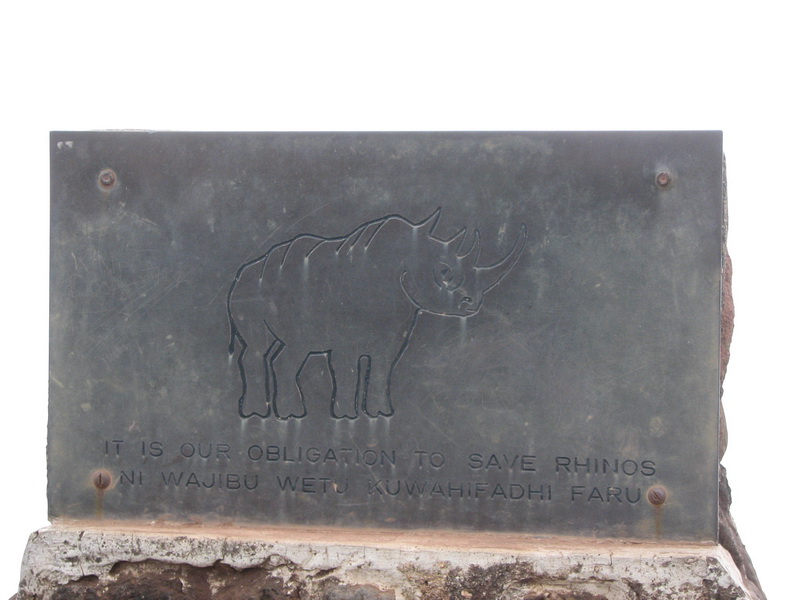 IT IS OUR OBLIGATION TO SAVE RHINOS
NI WAJIBU WETU KUWAHIFADHI FARU